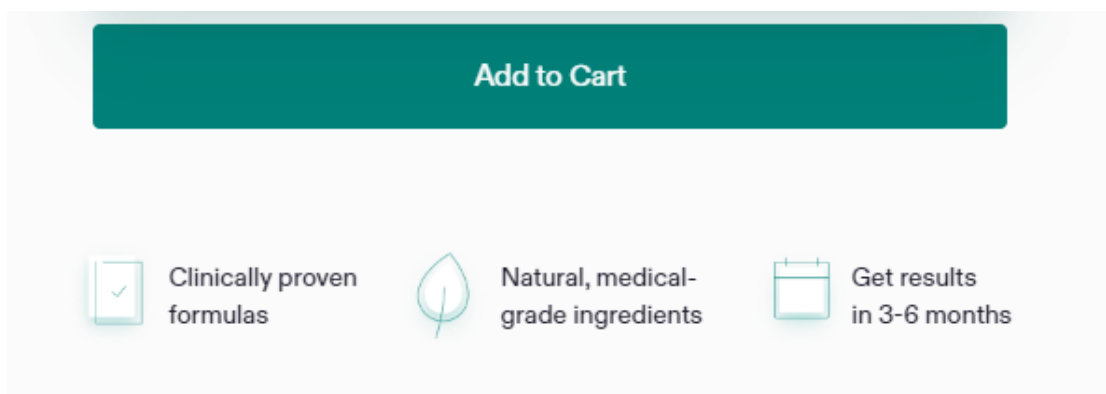 Add to Cart
Clinically proven
formulas
Natural, medical-
grade ingredients
Get results
in 3-6 months